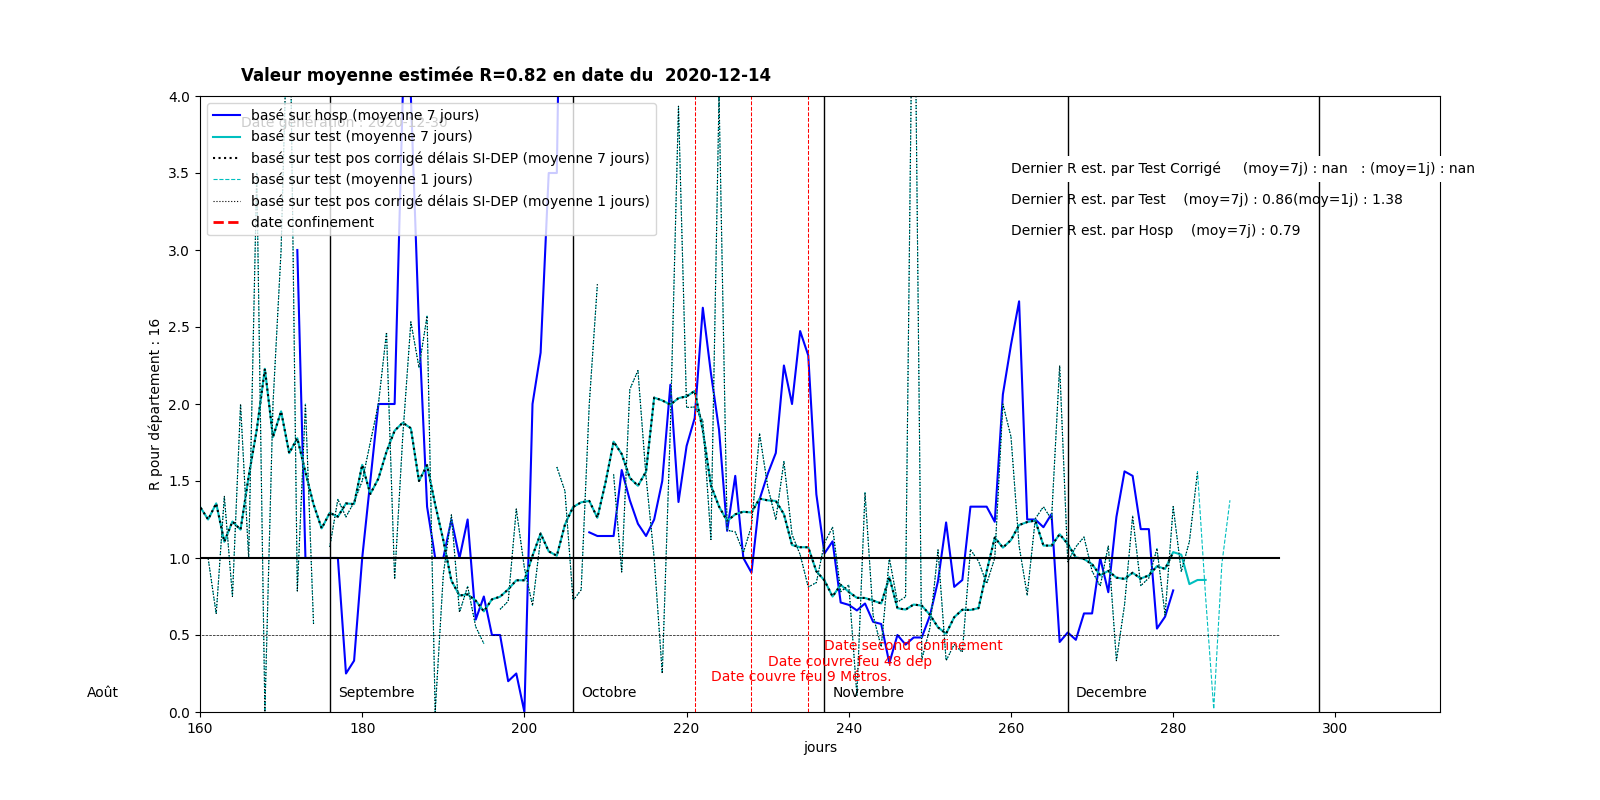 Valeur moyenne estimée R=0.82 en date du  2020-12-14
Date génération : 2020-12-30
basé sur hosp (moyenne 7 jours)
basé sur test (moyenne 7 jours)
basé sur test pos corrigé délais SI-DEP (moyenne 7 jours)
basé sur test (moyenne 1 jours)
basé sur test pos corrigé délais SI-DEP (moyenne 1 jours)
date confinement
Dernier R est. par Test Corrigé     (moy=7j) : nan   : (moy=1j) : nan
Dernier R est. par Test    (moy=7j) : 0.86(moy=1j) : 1.38
Dernier R est. par Hosp    (moy=7j) : 0.79
4.0
3.5
3.0
2.5
2.0
1.5
1.0
0.5
0.0
R pour département : 16
Date second confinement
Date couvre feu 48 dep
Date couvre feu 9 Métros.
Août
Septembre
Octobre
Novembre
Decembre
160
180
200
220
240
260
280
300
jours